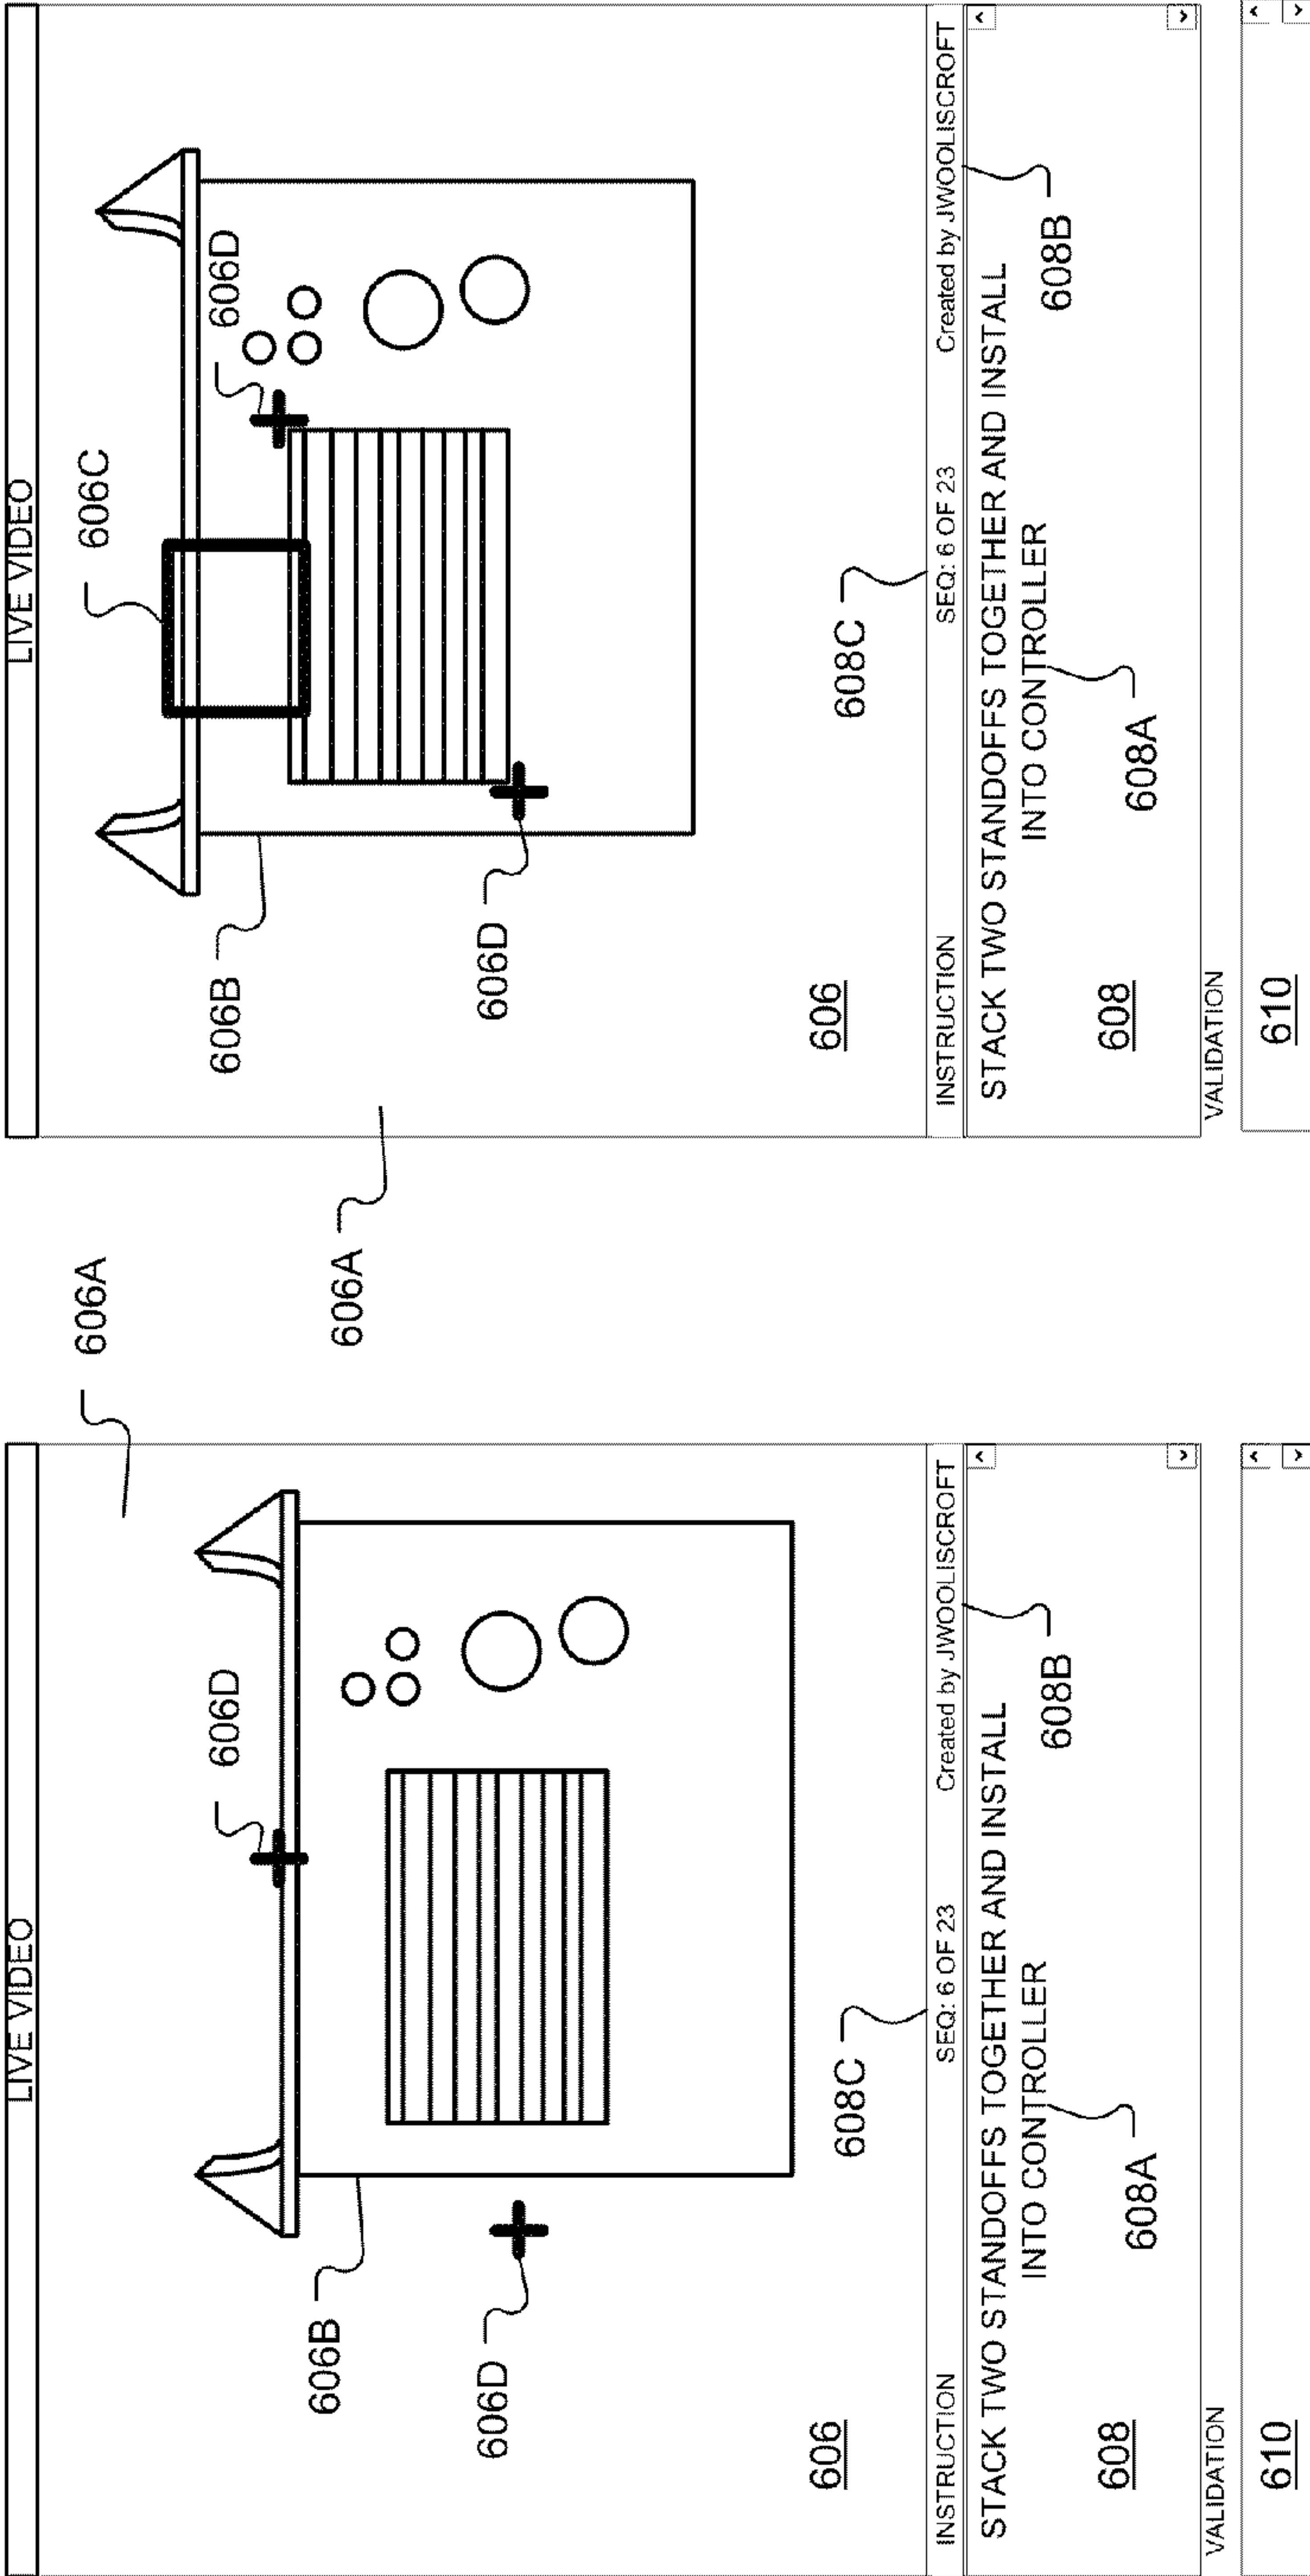 LIVE VIDEO
606A
606D
606B
606D
606
608C
INSTRUCTION
SEQ: 6 OF 23
Created by JWOOLISCROFT
STACK TWO STANDOFFS TOGETHER AND INSTALL
INTO CONTROLLER
608B
608
608A
VALIDATION
610
LIVE VIDEO
606C
606D
606B
606A
606D
606
608C
INSTRUCTION
SEQ: 6 OF 23
Created by JWOOLISCROFT
STACK TWO STANDOFFS TOGETHER AND INSTALL
INTO CONTROLLER
608B
608
608A
VALIDATION
610